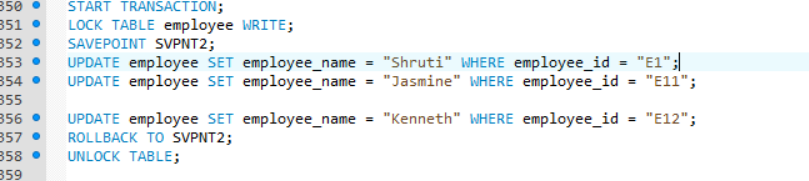 350 START TRANSACTION;
351 LOCK TABLE employee WRITE;
352 SAVEPOINT SVPNT2;
353 UPDATE employee SET employee_name = "Shruti" WHERE employee_id = "E1";
354 UPDATE employee SET employee_name = "Jasmine" WHERE employee_id = "E11";
355
356 UPDATE employee SET employee_name = "Kenneth" WHERE employee_id = "E12";
357 ROLLBACK TO SVPNT2;
358 UNLOCK TABLE;
359